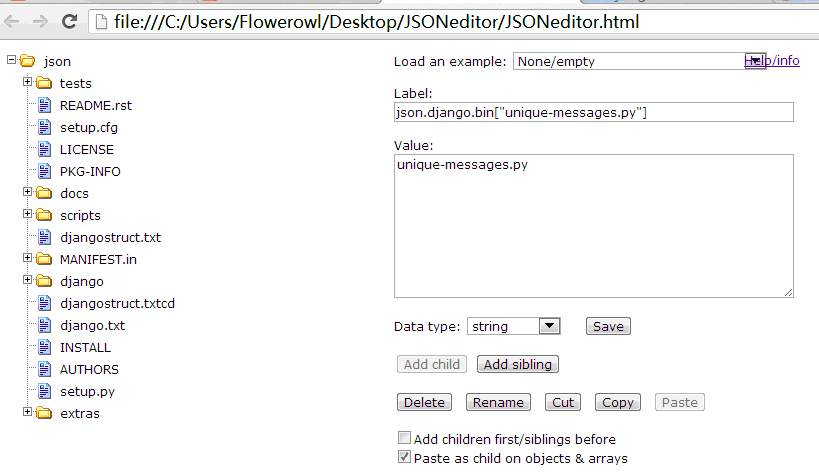 file:///C:/Users/Flowerowl/Desktop/JSONeditor/JSONeditor.html
json
tests
README.rst
setup.cfg
LICENSE
PKG-INFO
docs
scripts
djangostruct.txt
MANIFEST.in
django
djangostruct.txtcd
django.txt
INSTALL
AUTHORS
setup.py
extras
Load an example: None/empty
Help/info
Label:
json.django.bin["unique-messages.py"]
Value:
unique-messages.py
Data type: string Save
Add child Add sibling
Delete Rename Cut Copy Paste
Add children first/siblings before
Paste as child on objects & arrays